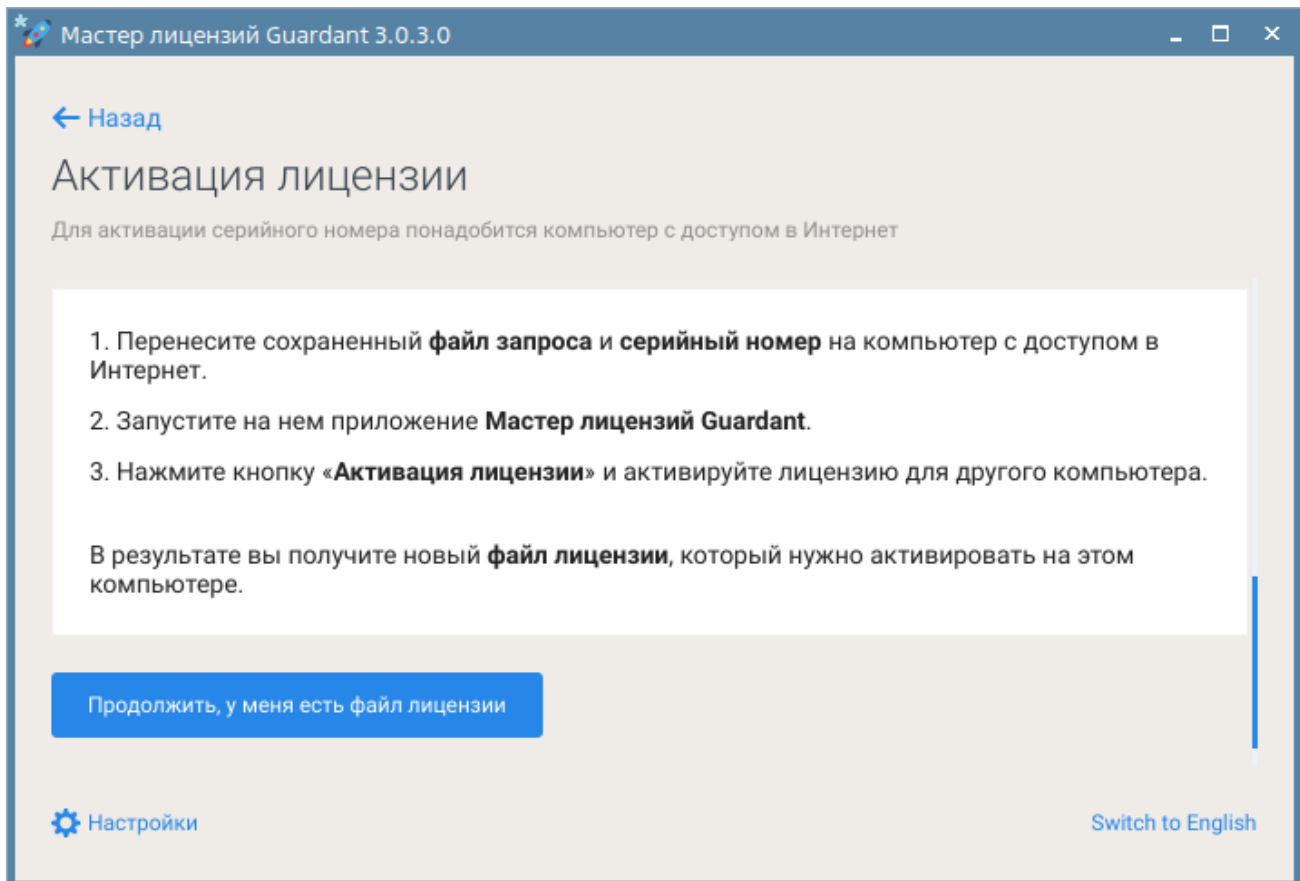 Мастер лицензий Guardant 3.0.3.0
Назад
Активация лицензии
Для активации серийного номера понадобится компьютер с доступом в Интернет
1. Перенесите сохраненный файл запроса и серийный номер на компьютер с доступом в
Интернет.
2. Запустите на нем приложение Мастер лицензий Guardant.
3. Нажмите кнопку «Активация лицензии» и активируйте лицензию для другого компьютера.
В результате вы получите новый файл лицензии, который нужно активировать на этом
компьютере.
Продолжить, у меня есть файл лицензии
Настройки
Switch to English